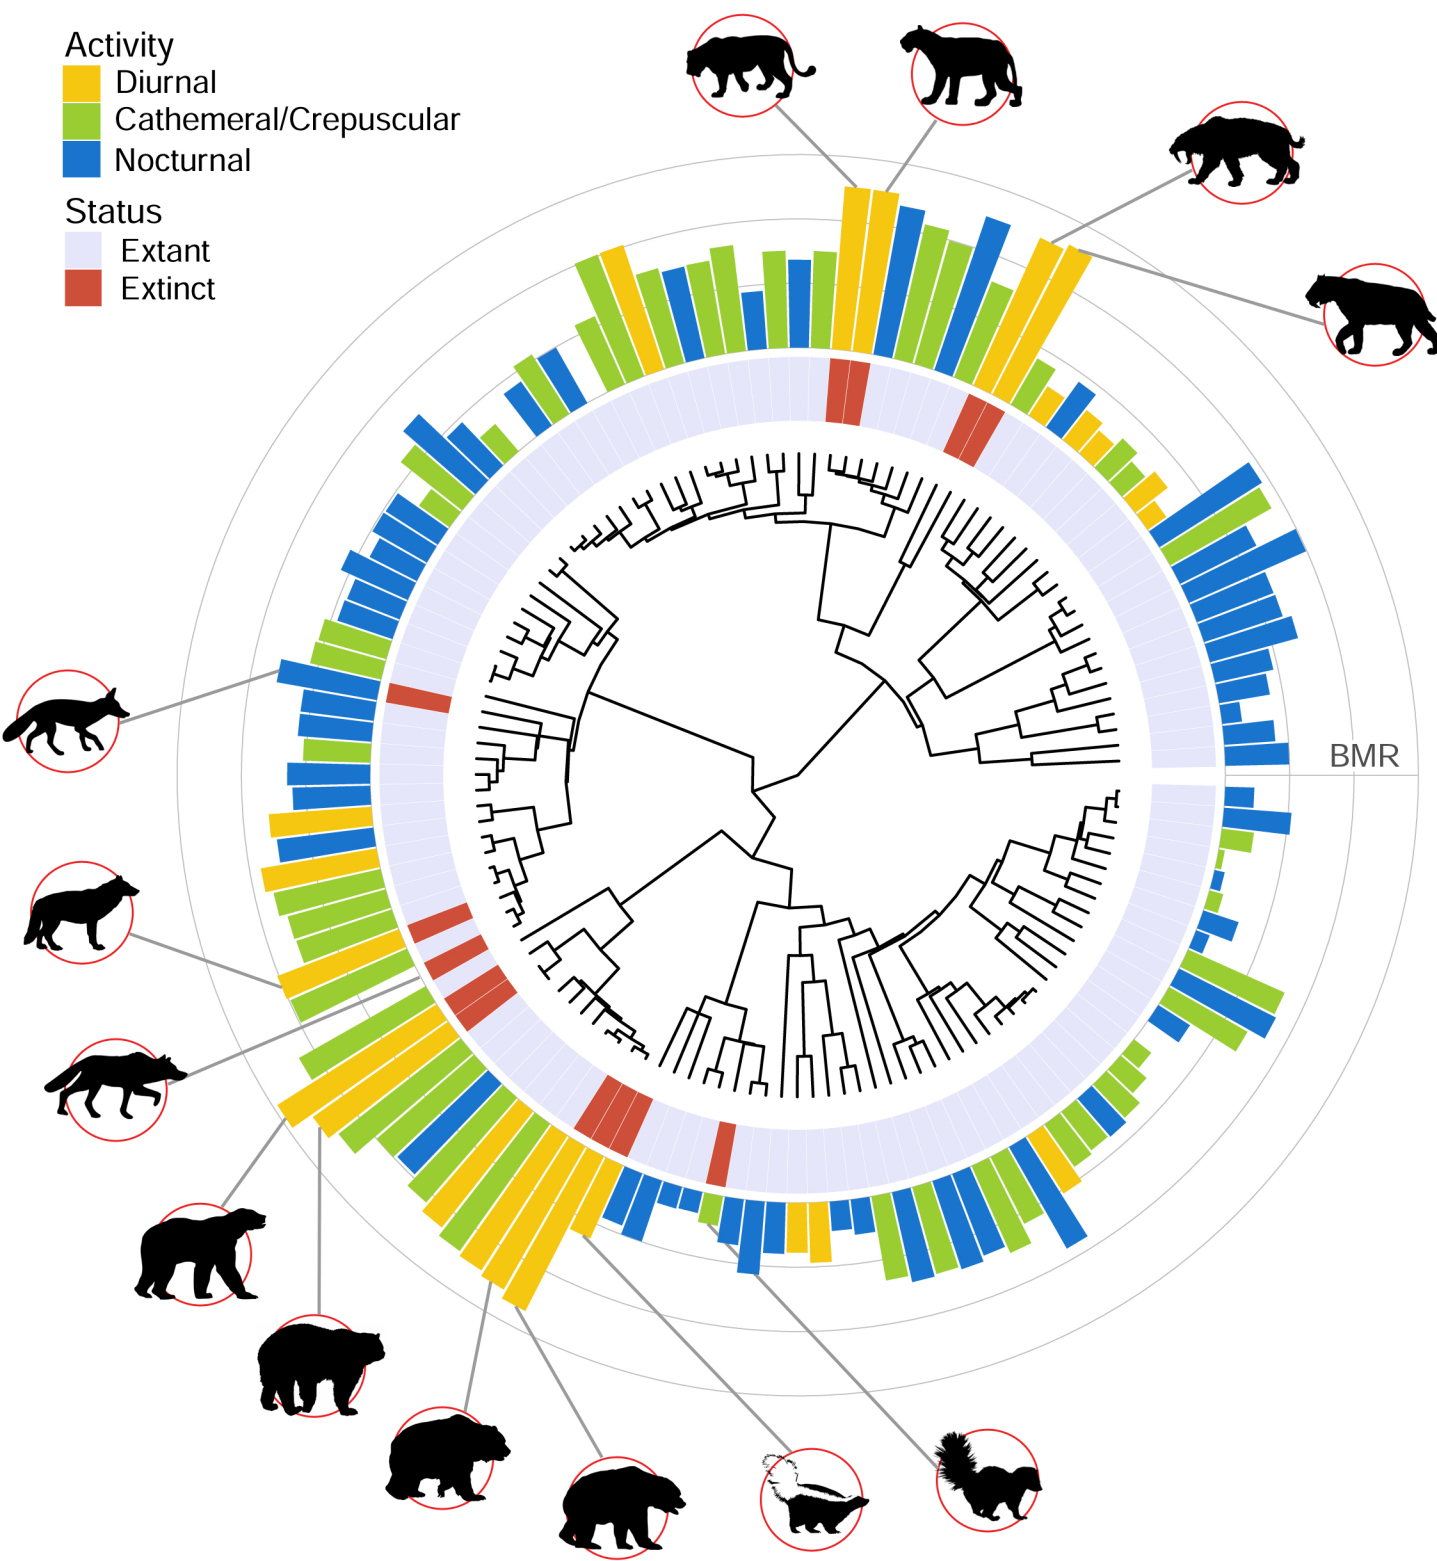 Activity
Diurnal
Cathemeral/Crepuscular
Nocturnal
Status
Extant
Extinct
BMR